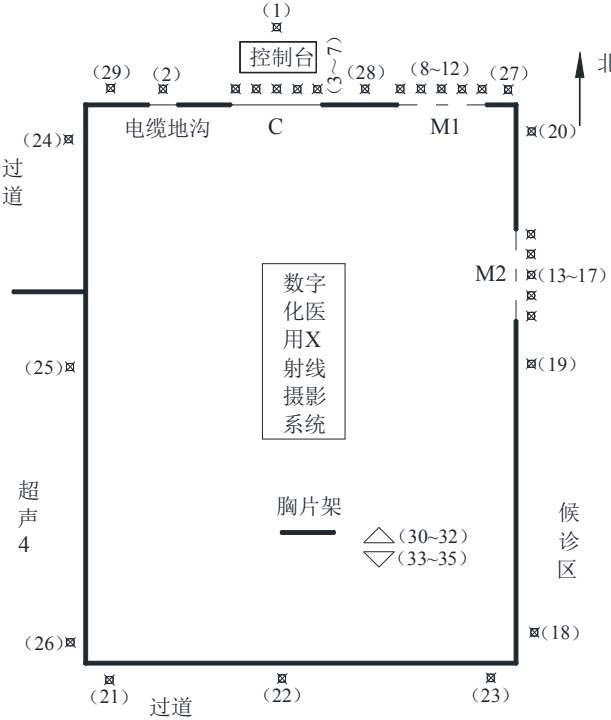 （1）
控制台
北
（29）
（2）
（3～7）
（28）
（8~12）
（27）
电缆地沟
C
M1
（20）
（24）
过
道
M2
（13~17）
数字
化医
用X
射线
摄影
系统
（25）
（19）
超
声
4
胸片架
（30~32）
（33~35）
候
诊
区
（26）
（18）
（21）
过道
（22）
（23）